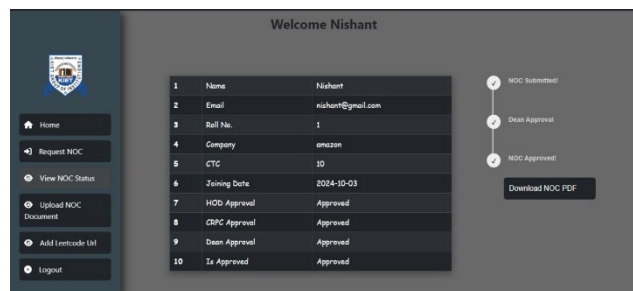 Welcome Nishant
KIET
Home
Request NOC
View NOC Status
Upload NOC
Document
Add Leetcode Url
Logout
1 Name Nishant
2 Email nishant@gmail.com
3 Roll No. 1
4 Company amazon
5 CTC 10
6 Joining Date 2024-10-03
7 HOD Approval Approved
8 CRPC Approval Approved
9 Dean Approval Approved
10 Is Approved Approved
NOC Submitted!
Dean Approval
NOC Approved!
Download NOC PDF